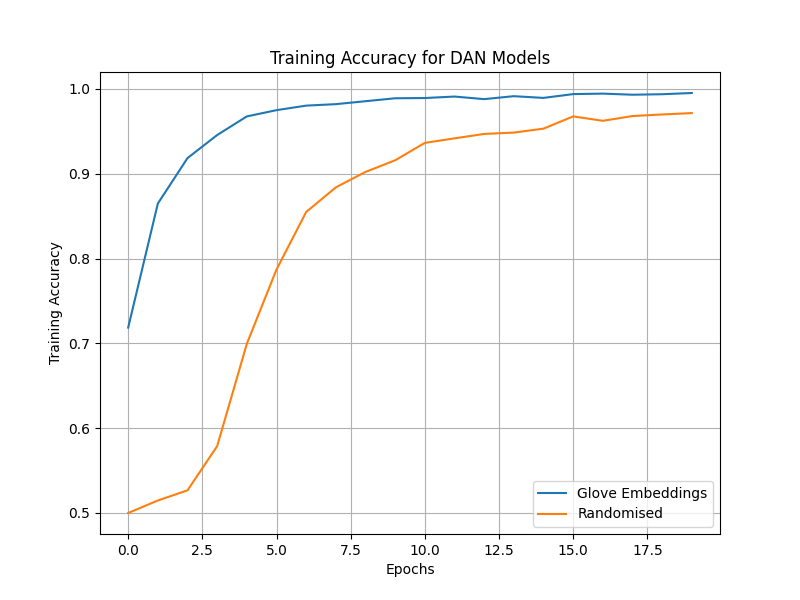 Training Accuracy for DAN Models
1.0
0.9
0.8
0.7
0.6
0.5
Training Accuracy
Glove Embeddings
Randomised
0.0 2.5 5.0 7.5 10.0 12.5 15.0 17.5
Epochs